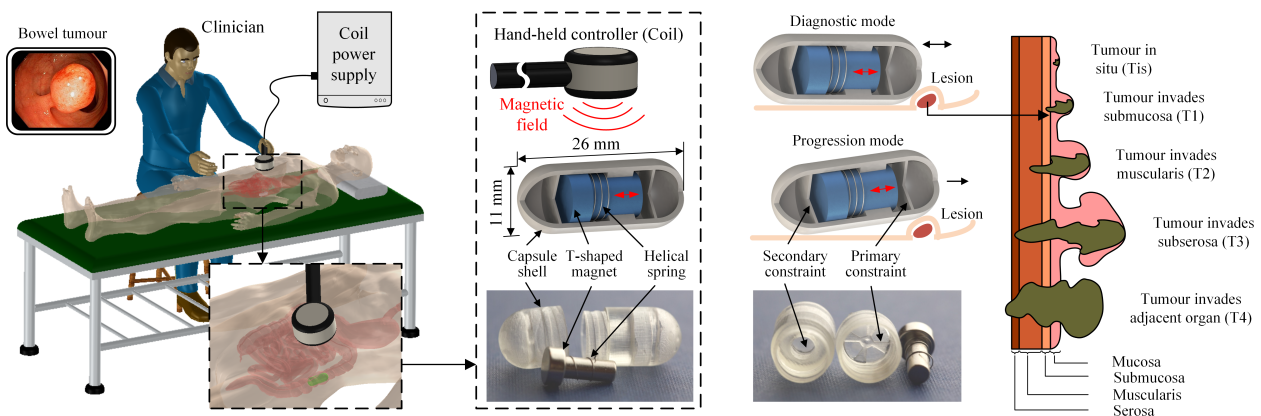 Bowel tumour
Clinician
Coil
power
supply
Hand-held controller (Coil)
Magnetic
field
26 mm
11 mm
Capsule
shell
T-shaped
magnet
Helical
spring
Diagnostic mode
Lesion
Progression mode
Lesion
Secondary
constraint
Primary
constraint
Tumour in
situ (Tis)
Tumour invades
submucosa (T1)
Tumour invades
muscularis (T2)
Tumour invades
subserosa (T3)
Tumour invades
adjacent organ (T4)
Mucosa
Submucosa
Muscularis
Serosa